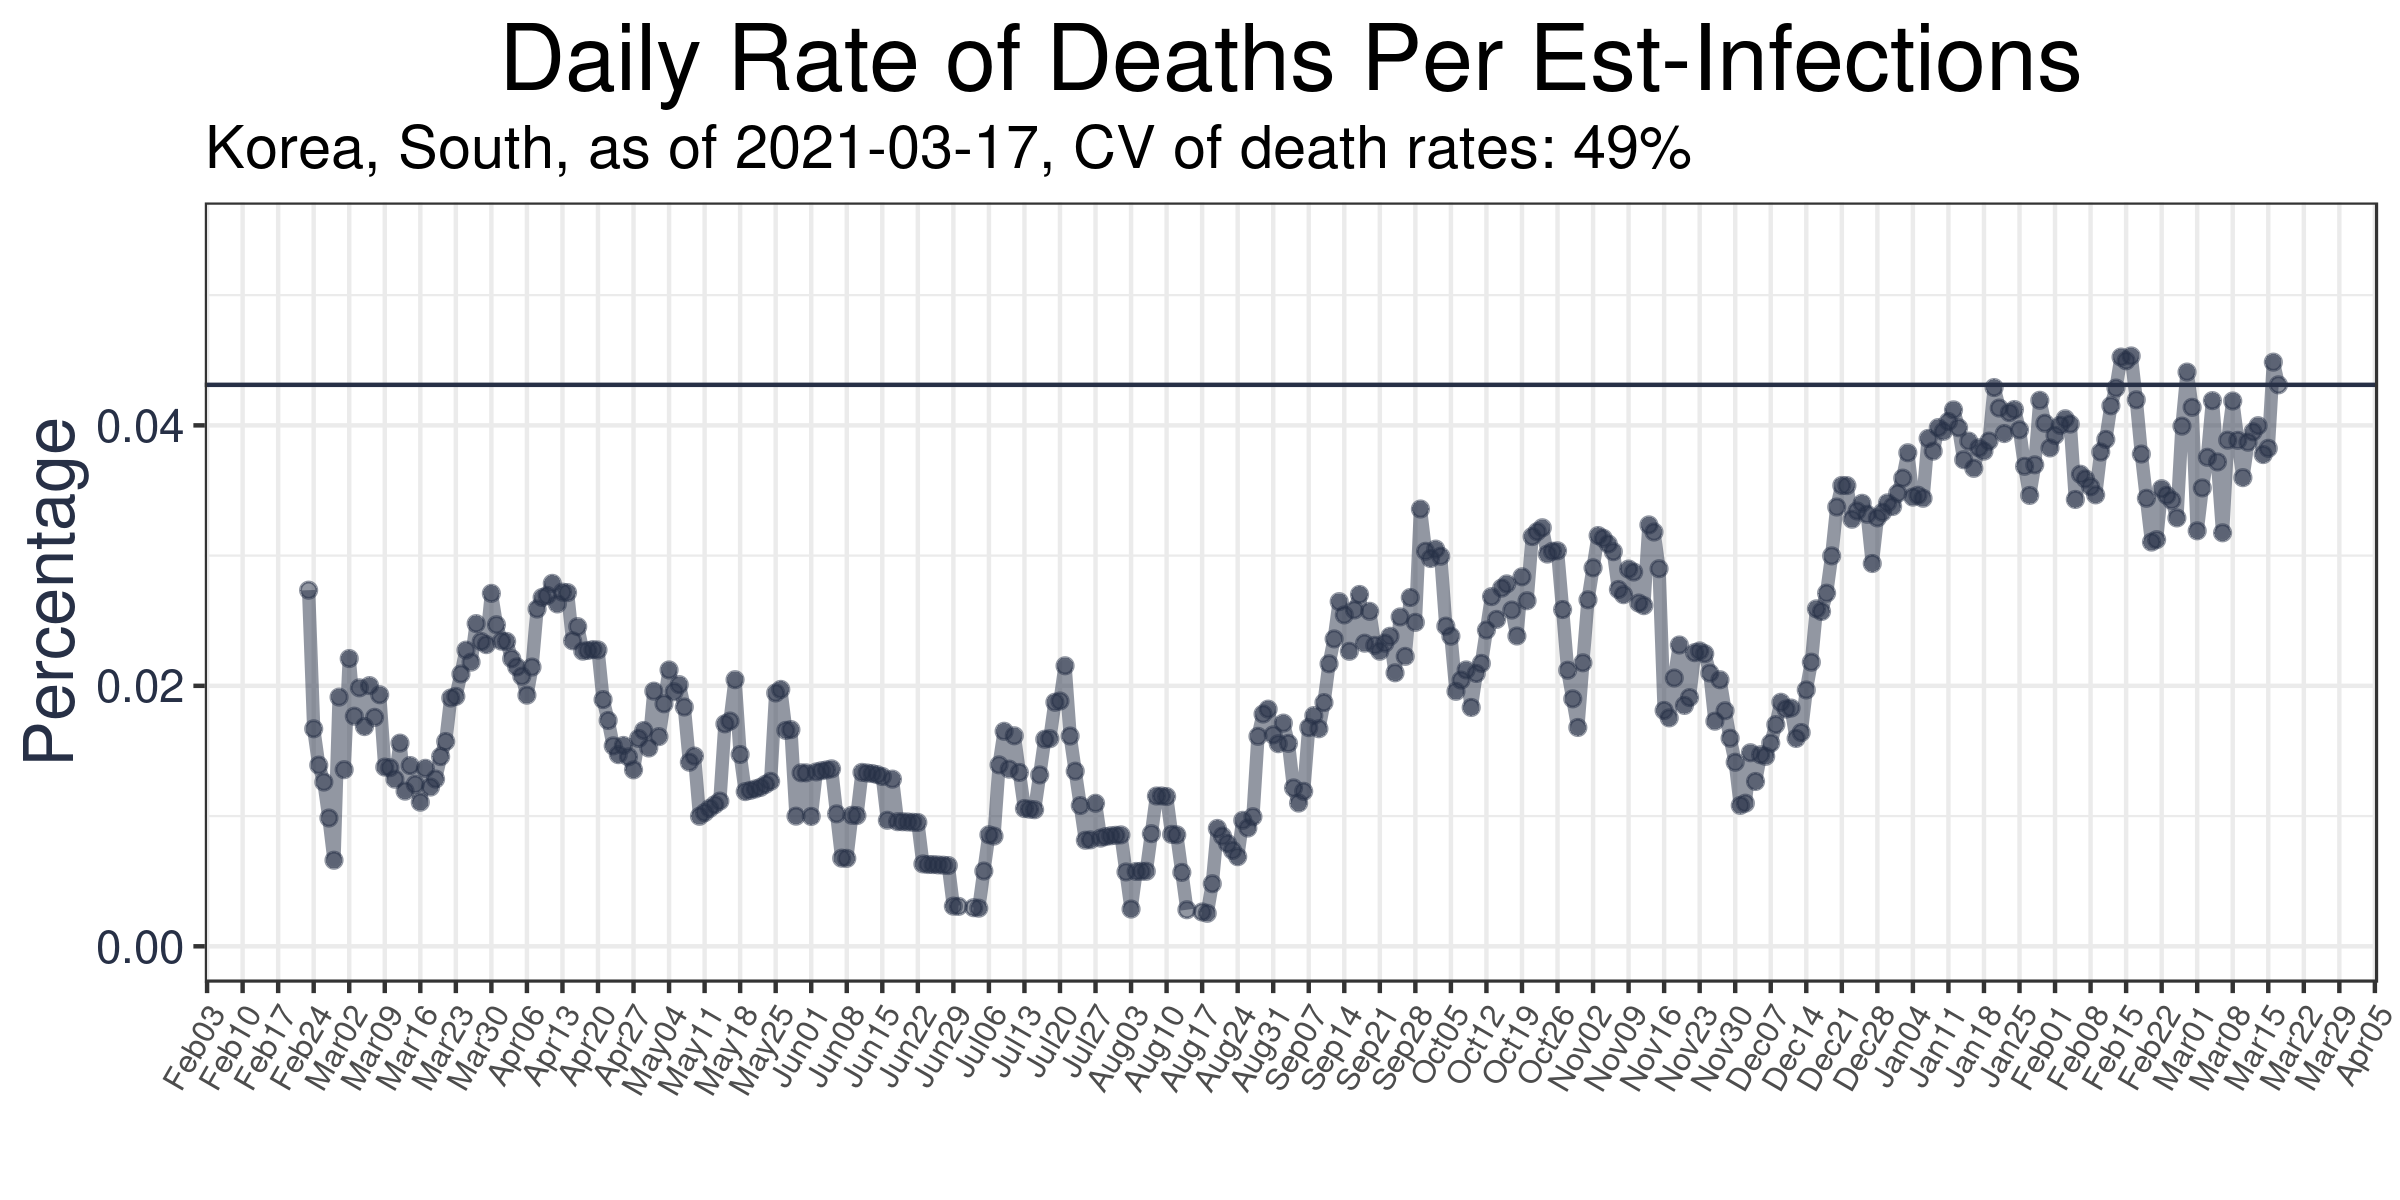 Daily Rate of Deaths Per Est-Infections
Korea, South, as of 2021-03-17, CV of death rates: 49%
Percentage
0.04
0.02
0.00
Feb03
Feb10
Feb17
Feb24
Mar02
Mar09
Mar16
Mar23
Mar30
Apr06
Apr13
Apr20
Apr27
May04
May11
May18
May25
Jun01
Jun08
Jun15
Jun22
Jun29
Jul06
Jul13
Jul20
Jul27
Aug03
Aug10
Aug17
Aug24
Aug31
Sep07
Sep14
Sep21
Sep28
Oct05
Oct12
Oct19
Oct26
Nov02
Nov09
Nov16
Nov23
Nov30
Dec07
Dec14
Dec21
Dec28
Jan04
Jan11
Jan18
Jan25
Feb01
Feb08
Feb15
Feb22
Mar01
Mar08
Mar15
Mar22
Mar29
Apr05